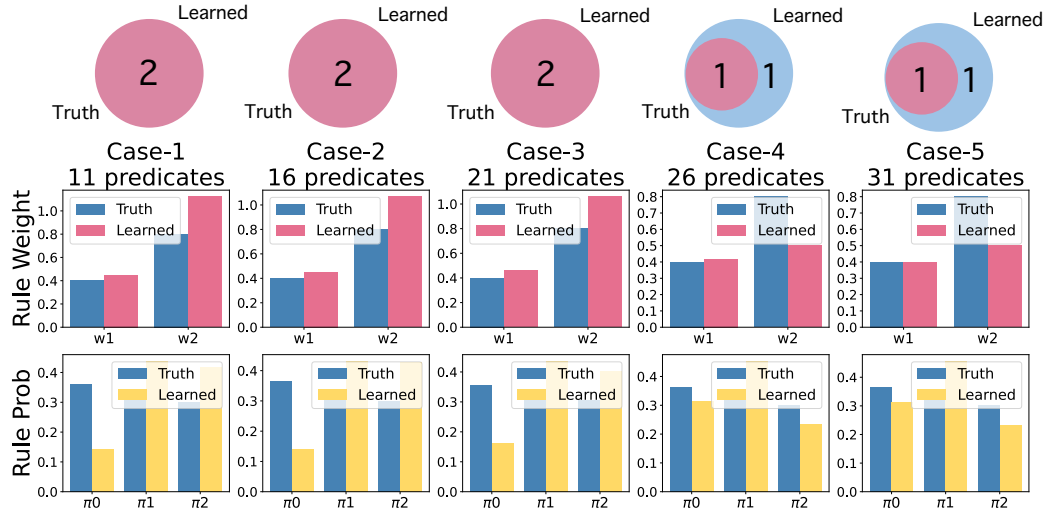 Learned Learned Learned Learned Learned
2 2 2 1 1 1 1
Truth Truth Truth Truth Truth
Case-1 Case-2 Case-3 Case-4 Case-5
11 predicates 16 predicates 21 predicates 26 predicates 31 predicates
Rule Weight
1.0
0.8
0.6
0.4
0.2
0.0
Truth
Learned
w1 w2
1.0
0.8
0.6
0.4
0.2
0.0
Truth
Learned
w1 w2
1.0
0.8
0.6
0.4
0.2
0.0
Truth
Learned
w1 w2
0.8
0.7
0.6
0.5
0.4
0.3
0.2
0.1
0.0
Truth
Learned
w1 w2
0.8
0.7
0.6
0.5
0.4
0.3
0.2
0.1
0.0
Truth
Learned
w1 w2
Rule Prob
0.4
0.3
0.2
0.1
0.0
Truth
Learned
π0 π1 π2
0.4
0.3
0.2
0.1
0.0
Truth
Learned
π0 π1 π2
0.4
0.3
0.2
0.1
0.0
Truth
Learned
π0 π1 π2
0.4
0.3
0.2
0.1
0.0
Truth
Learned
π0 π1 π2
0.4
0.3
0.2
0.1
0.0
Truth
Learned
π0 π1 π2